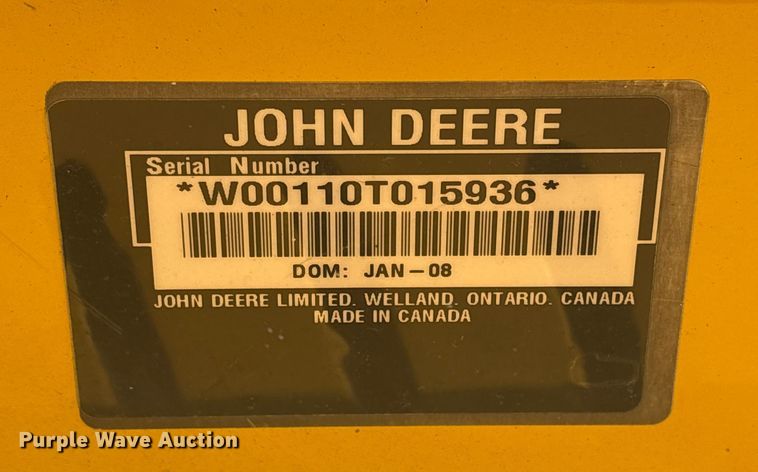 JOHN DEERE
Serial Number
*W00110T015936*
DOM: JAN-08
JOHN DEERE LIMITED. WELLAND. ONTARIO. CANADA
MADE IN CANADA
Purple Wave Auction